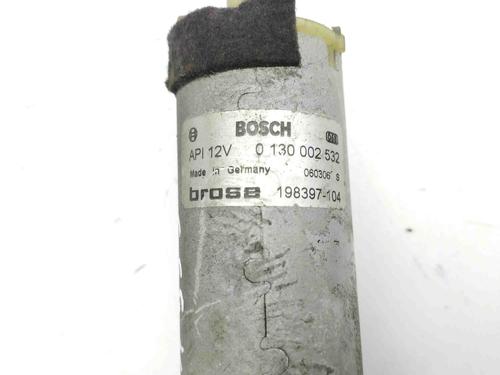 BOSCH
API 12V 0 130 002 532
Made in Germany 060306 S
brose 198397-104